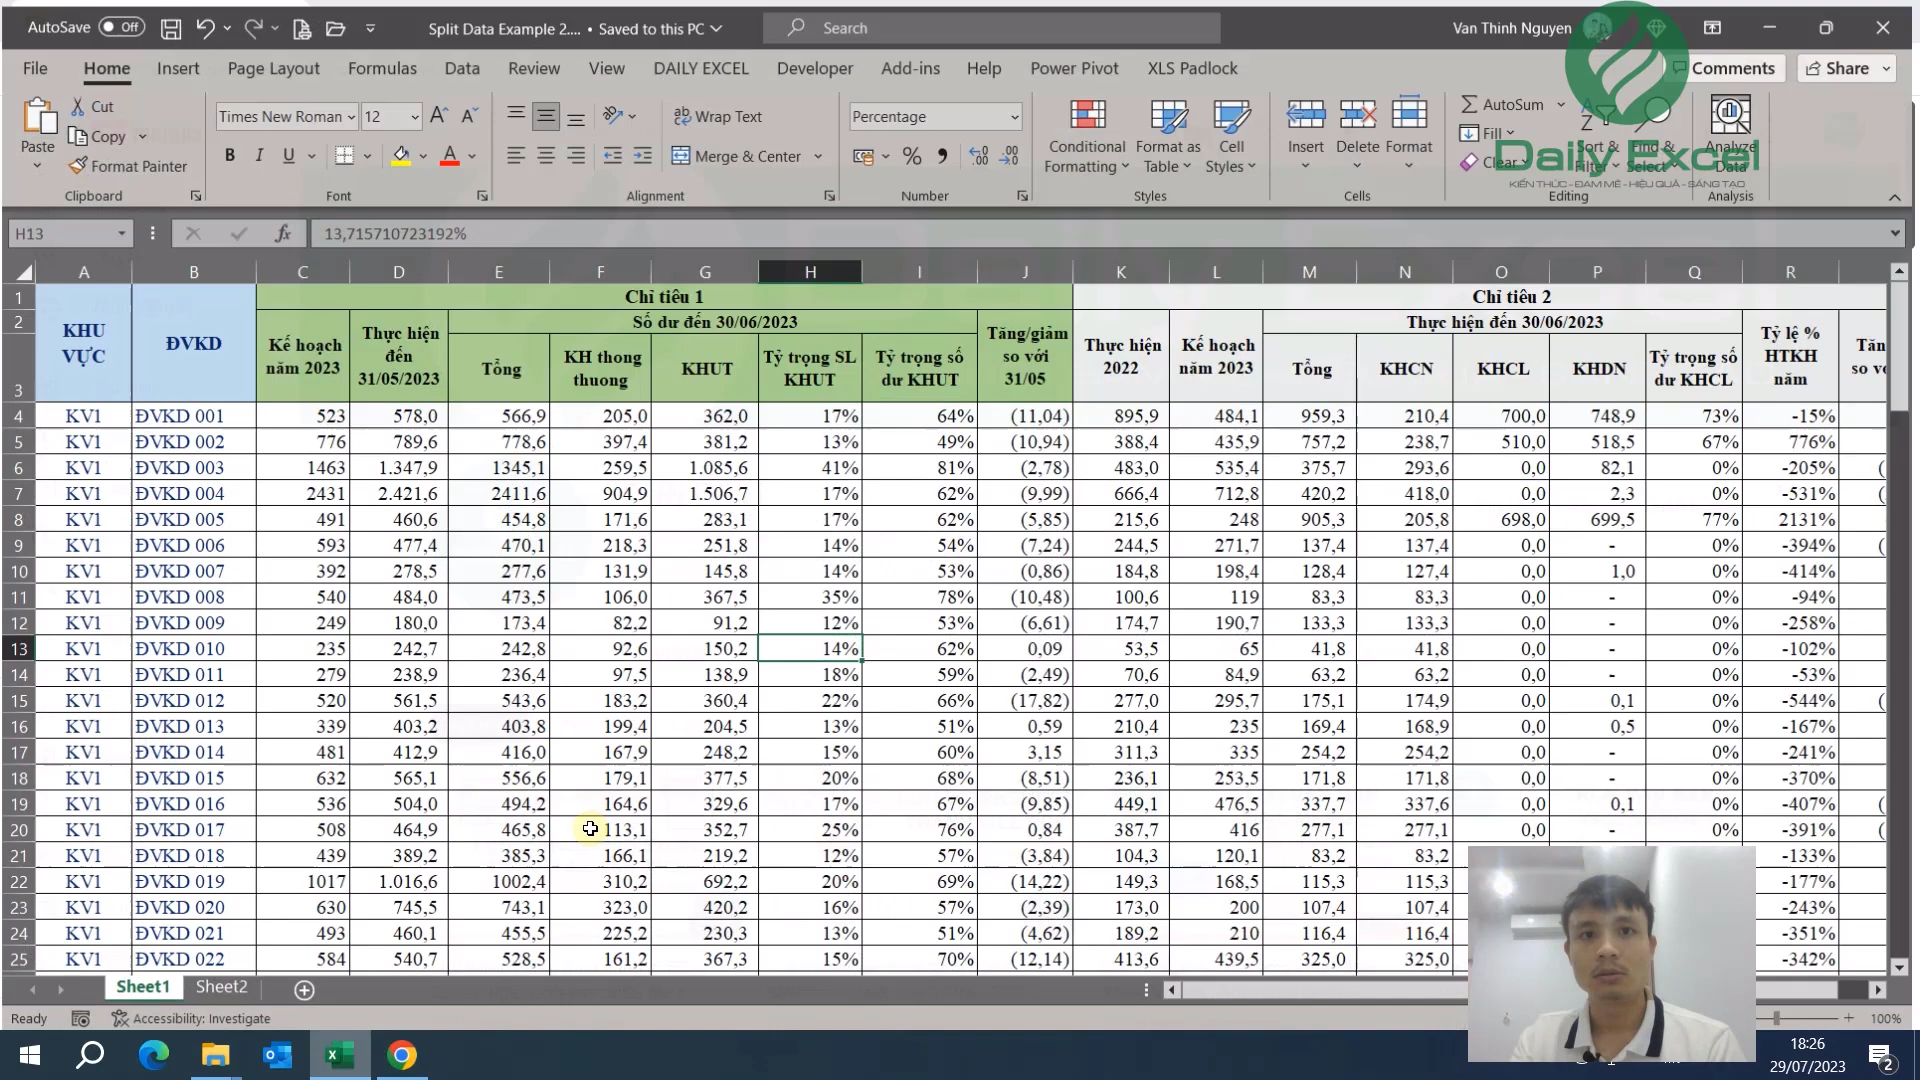 AutoSave Off Split Data Example 2.... • Saved to this PC Search Van Thinh Nguyen
File Home Insert Page Layout Formulas Data Review View DAILY EXCEL Developer Add-ins Help Power Pivot XLS Padlock Comments Share
Paste Cut Copy Format Painter Clipboard
Times New Roman 12 B I U Font
Wrap Text Merge & Center Alignment
Percentage Number
Conditional Formatting Format as Table Cell Styles Styles
Insert Delete Format Cells
AutoSum Fill Clear Sort & Filter Find & Select Editing
Analyze Data Analysis
Daily Excel
KIẾN THỨC - ĐAM MÊ - HIỆU QUẢ - SÁNG TẠO
H13 fx 13,715710723192%
A B C D E F G H I J K L M N O P Q R
1 Chỉ tiêu 1 Chỉ tiêu 2
2 Số dư đến 30/06/2023 Thực hiện đến 30/06/2023
3 KHU VỰC ĐVKD Kế hoạch năm 2023 Thực hiện đến 31/05/2023 Tổng KH thong thuong KHUT Tỷ trọng SL KHUT Tỷ trọng số dư KHUT Tăng/giảm so với 31/05 Thực hiện 2022 Kế hoạch năm 2023 Tổng KHCN KHCL KHDN Tỷ trọng số dư KHCL Tỷ lệ % HTKH năm
4 KV1 ĐVKD 001 523 578,0 566,9 205,0 362,0 17% 64% (11,04) 895,9 484,1 959,3 210,4 700,0 748,9 73% -15%
5 KV1 ĐVKD 002 776 789,6 778,6 397,4 381,2 13% 49% (10,94) 388,4 435,9 757,2 238,7 510,0 518,5 67% 776%
6 KV1 ĐVKD 003 1463 1.347,9 1345,1 259,5 1.085,6 41% 81% (2,78) 483,0 535,4 375,7 293,6 0,0 82,1 0% -205% (
7 KV1 ĐVKD 004 2431 2.421,6 2411,6 904,9 1.506,7 17% 62% (9,99) 666,4 712,8 420,2 418,0 0,0 2,3 0% -531%
8 KV1 ĐVKD 005 491 460,6 454,8 171,6 283,1 17% 62% (5,85) 215,6 248 905,3 205,8 698,0 699,5 77% 2131%
9 KV1 ĐVKD 006 593 477,4 470,1 218,3 251,8 14% 54% (7,24) 244,5 271,7 137,4 137,4 0,0 - 0% -394% (
10 KV1 ĐVKD 007 392 278,5 277,6 131,9 145,8 14% 53% (0,86) 184,8 198,4 128,4 127,4 0,0 1,0 0% -414%
11 KV1 ĐVKD 008 540 484,0 473,5 106,0 367,5 35% 78% (10,48) 100,6 119 83,3 83,3 0,0 - 0% -94%
12 KV1 ĐVKD 009 249 180,0 173,4 82,2 91,2 12% 53% (6,61) 174,7 190,7 133,3 133,3 0,0 - 0% -258%
13 KV1 ĐVKD 010 235 242,7 242,8 92,6 150,2 14% 62% 0,09 53,5 65 41,8 41,8 0,0 - 0% -102%
14 KV1 ĐVKD 011 279 238,9 236,4 97,5 138,9 18% 59% (2,49) 70,6 84,9 63,2 63,2 0,0 - 0% -53%
15 KV1 ĐVKD 012 520 561,5 543,6 183,2 360,4 22% 66% (17,82) 277,0 295,7 175,1 174,9 0,0 0,1 0% -544% (
16 KV1 ĐVKD 013 339 403,2 403,8 199,4 204,5 13% 51% 0,59 210,4 235 169,4 168,9 0,0 0,5 0% -167%
17 KV1 ĐVKD 014 481 412,9 416,0 167,9 248,2 15% 60% 3,15 311,3 335 254,2 254,2 0,0 - 0% -241%
18 KV1 ĐVKD 015 632 565,1 556,6 179,1 377,5 20% 68% (8,51) 236,1 253,5 171,8 171,8 0,0 - 0% -370%
19 KV1 ĐVKD 016 536 504,0 494,2 164,6 329,6 17% 67% (9,85) 449,1 476,5 337,7 337,6 0,0 0,1 0% -407% (
20 KV1 ĐVKD 017 508 464,9 465,8 113,1 352,7 25% 76% 0,84 387,7 416 277,1 277,1 0,0 - 0% -391% (
21 KV1 ĐVKD 018 439 389,2 385,3 166,1 219,2 12% 57% (3,84) 104,3 120,1 83,2 83,2 -133%
22 KV1 ĐVKD 019 1017 1.016,6 1002,4 310,2 692,2 20% 69% (14,22) 149,3 168,5 115,3 115,3 -177%
23 KV1 ĐVKD 020 630 745,5 743,1 323,0 420,2 16% 57% (2,39) 173,0 200 107,4 107,4 -243%
24 KV1 ĐVKD 021 493 460,1 455,5 225,2 230,3 13% 51% (4,62) 189,2 210 116,4 116,4 -351%
25 KV1 ĐVKD 022 584 540,7 528,5 161,2 367,3 15% 70% (12,14) 413,6 439,5 325,0 325,0 -342%
Sheet1 Sheet2
Ready Accessibility: Investigate 100%
18:26
29/07/2023 2